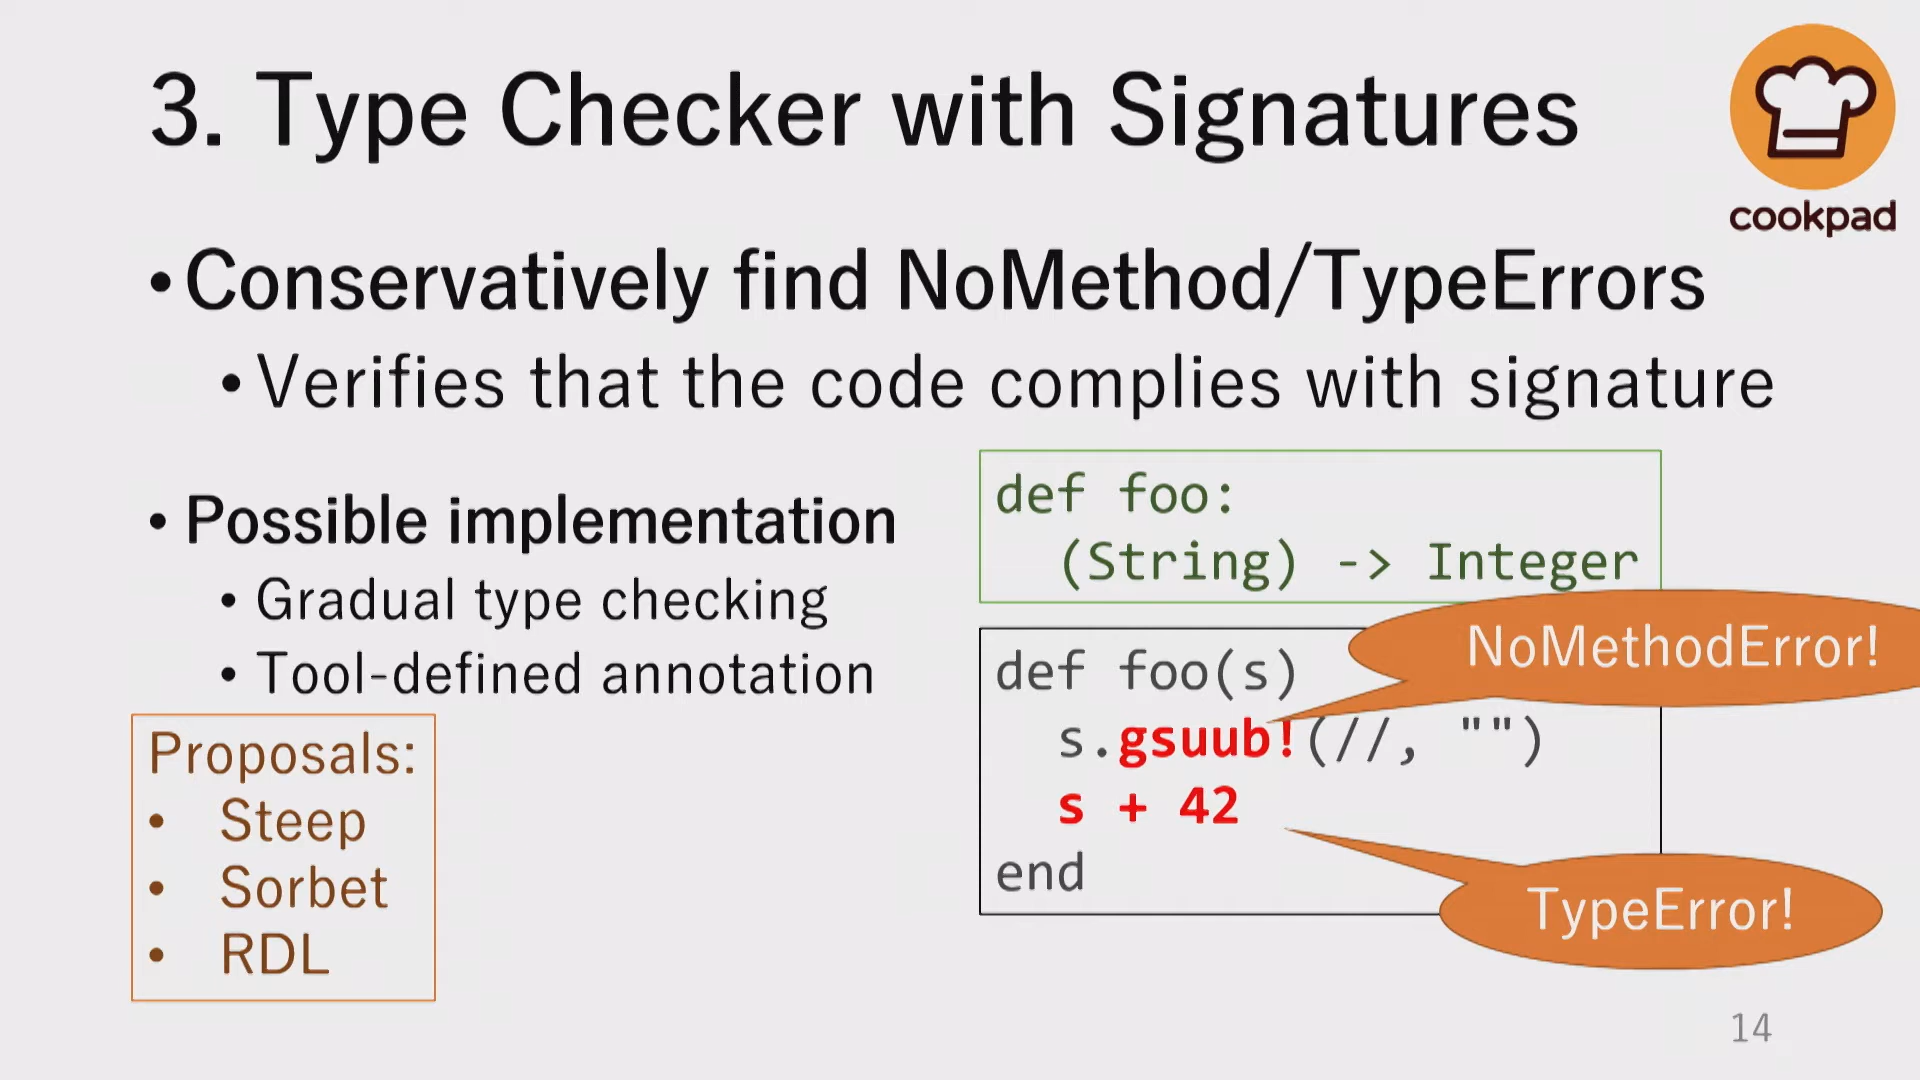 3. Type Checker with Signatures
cookpad
• Conservatively find NoMethod/TypeErrors
• Verifies that the code complies with signature
• Possible implementation
• Gradual type checking
• Tool-defined annotation
Proposals:
• Steep
• Sorbet
• RDL
def foo:
(String) -> Integer
def foo(s)
s.gsuub!(//, "")
s + 42
end
NoMethodError!
TypeError!
14